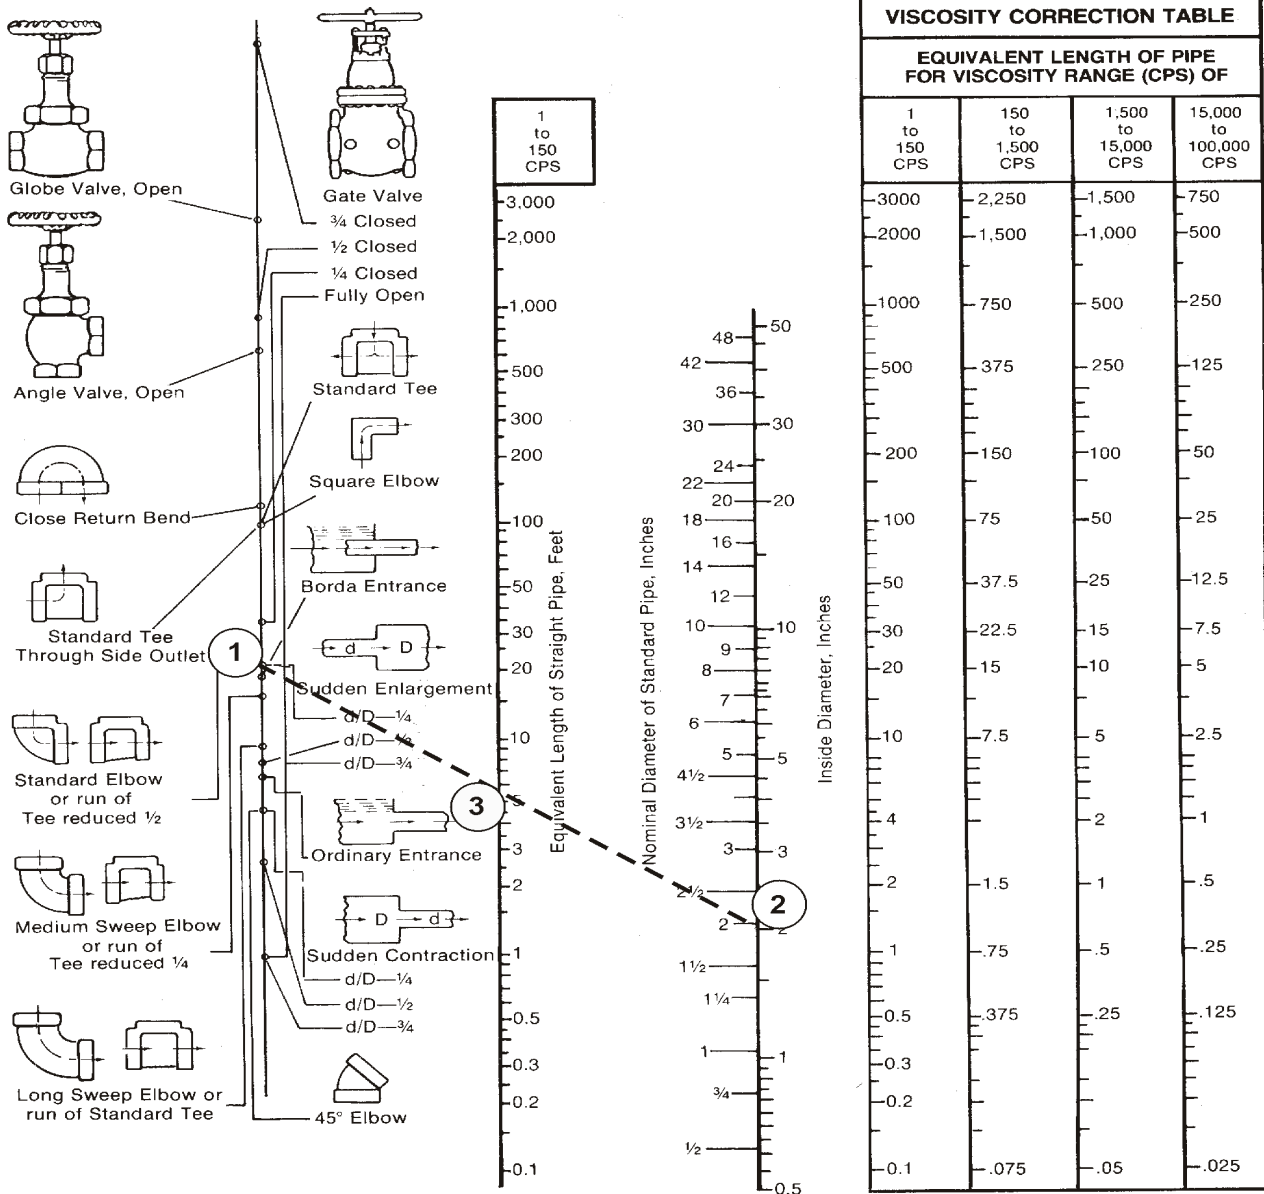 Globe Valve, Open
Gate Valve
¾ Closed
½ Closed
¼ Closed
Fully Open
Angle Valve, Open
Standard Tee
Square Elbow
Close Return Bend
Borda Entrance
Standard Tee
Through Side Outlet
1
d
D
Sudden Enlargement
d/D—¼
d/D—½
d/D—¾
Standard Elbow
or run of
Tee reduced ½
Ordinary Entrance
Medium Sweep Elbow
or run of
Tee reduced ¼
D
d
Sudden Contraction
d/D—¼
d/D—½
d/D—¾
Long Sweep Elbow or
run of Standard Tee
45° Elbow
1
to
150
CPS
3,000
2,000
1,000
500
300
200
100
50
30
20
10
5
3
2
1
0.5
0.3
0.2
0.1
3
Equivalent Length of Straight Pipe, Feet
Nominal Diameter of Standard Pipe, Inches
48
42
36
30
24
22
20
18
16
14
12
10
9
8
7
6
5
4½
3½
3
2½
2
1½
1¼
1
¾
½
50
30
20
10
5
3
2
1
0.5
2
Inside Diameter, Inches
VISCOSITY CORRECTION TABLE
EQUIVALENT LENGTH OF PIPE
FOR VISCOSITY RANGE (CPS) OF
1
to
150
CPS
150
to
1,500
CPS
1,500
to
15,000
CPS
15,000
to
100,000
CPS
3000 2,250 1,500 750
2000 1,500 1,000 500
1000 750 500 250
500 375 250 125
200 150 100 50
100 75 50 25
50 37.5 25 12.5
30 22.5 15 7.5
20 15 10 5
10 7.5 5 2.5
4 2 1
2 1.5 1 .5
1 .75 .5 .25
0.5 .375 .25 .125
0.3
0.2
0.1 .075 .05 .025